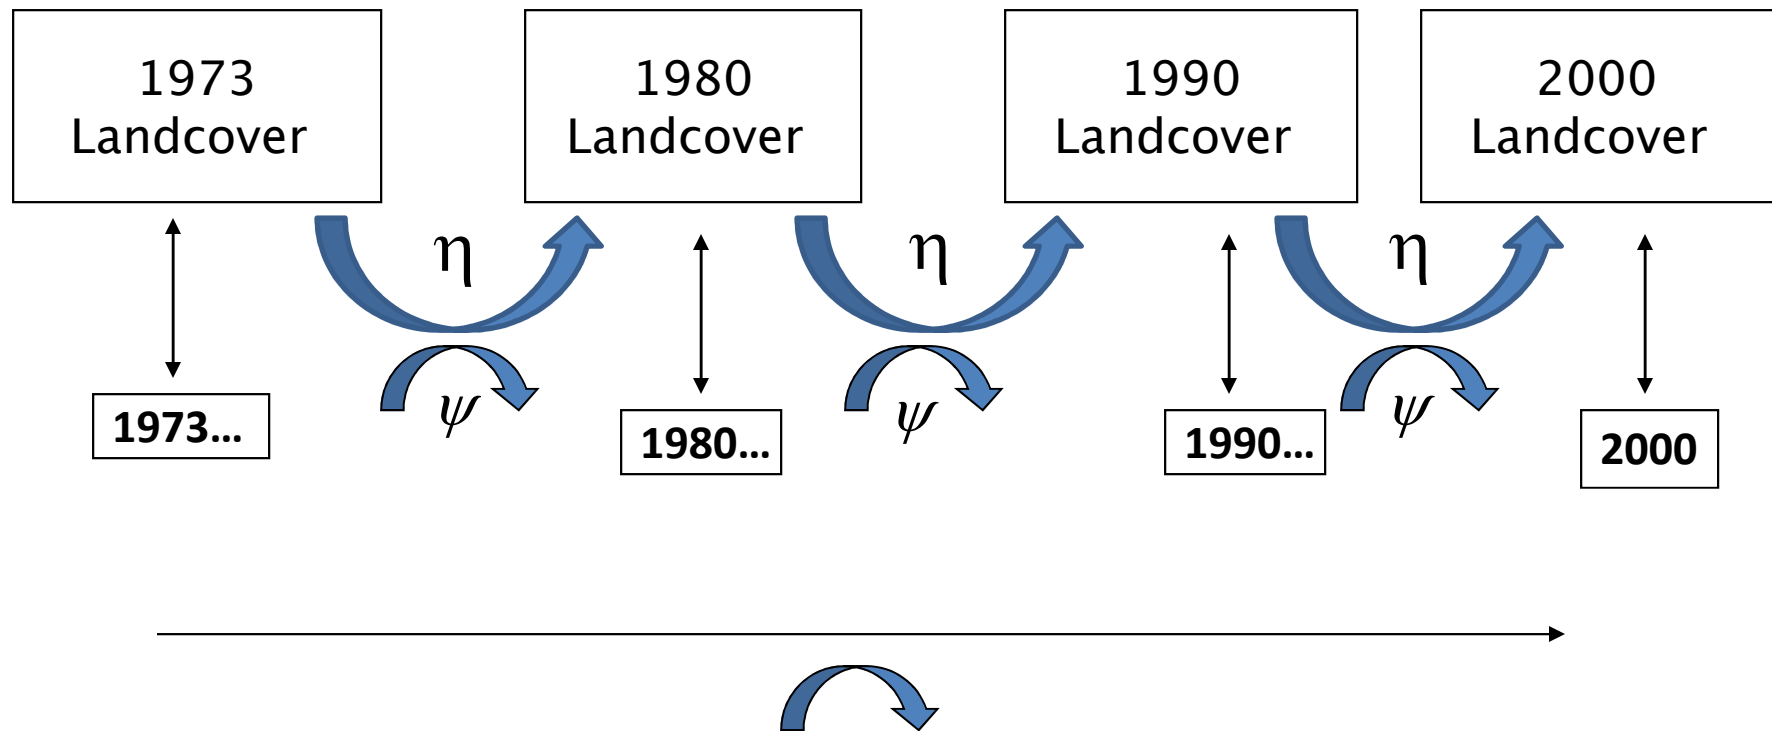 1973
Landcover
1980
Landcover
1990
Landcover
2000
Landcover
η
η
η
ψ
ψ
ψ
1973...
1980...
1990...
2000